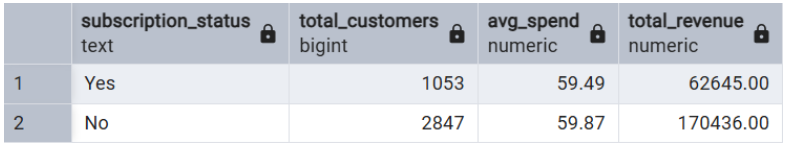 subscription_status total_customers avg_spend total_revenue
text bigint numeric numeric
1 Yes 1053 59.49 62645.00
2 No 2847 59.87 170436.00